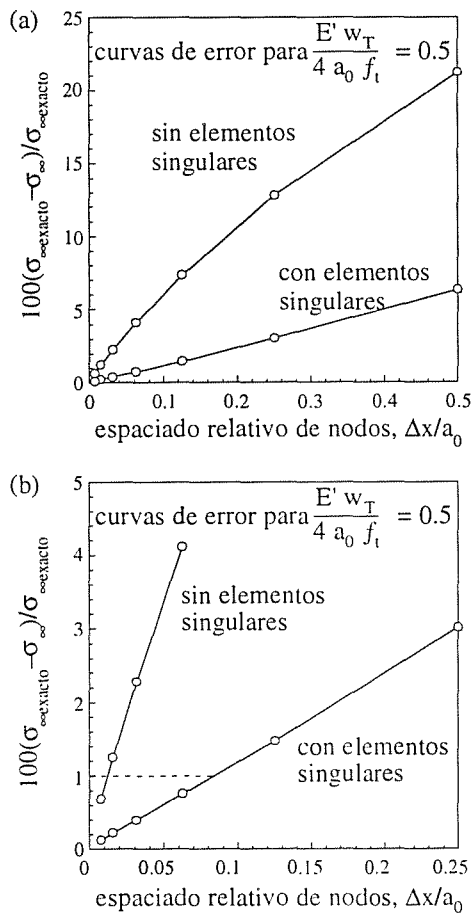 (a)
25
20
15
10
5
0
100(σ∞exacto−σ∞)/σ∞exacto
curvas de error para E' w_T / 4 a₀ f_t = 0.5
sin elementos
singulares
con elementos
singulares
0 0.1 0.2 0.3 0.4 0.5
espaciado relativo de nodos, Δx/a₀
(b)
5
4
3
2
1
0
100(σ∞exacto−σ∞)/σ∞exacto
curvas de error para E' w_T / 4 a₀ f_t = 0.5
sin elementos
singulares
con elementos
singulares
0 0.05 0.1 0.15 0.2 0.25
espaciado relativo de nodos, Δx/a₀